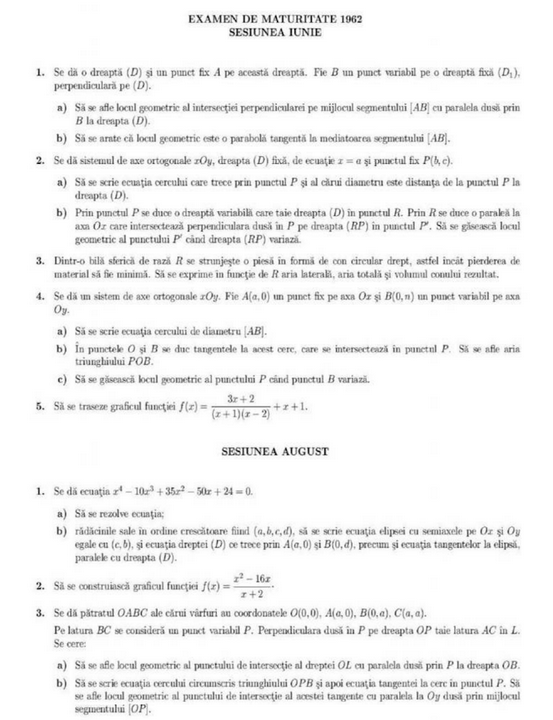 EXAMEN DE MATURITATE 1962
SESIUNEA IUNIE
1. Se dă o dreaptă (D) şi un punct fix A pe această dreaptă. Fie B un punct variabil pe o dreaptă fixă (D₁),
perpendiculară pe (D).
a) Să se afle locul geometric al intersecţiei perpendicularei pe mijlocul segmentului [AB] cu paralela dusă prin
B la dreapta (D).
b) Să se arate că locul geometric este o parabolă tangentă la mediatoarea segmentului [AB].
2. Se dă sistemul de axe ortogonale xOy, dreapta (D) fixă, de ecuaţie x = a şi punctul fix P(b, c).
a) Să se scrie ecuaţia cercului care trece prin punctul P şi al cărui diametru este distanţa de la punctul P la
dreapta (D).
b) Prin punctul P se duce o dreaptă variabilă care taie dreapta (D) în punctul R. Prin R se duce o paralelă la
axa Ox care intersectează perpendiculara dusă în P pe dreapta (RP) în punctul P′. Să se găsească locul
geometric al punctului P′ când dreapta (RP) variază.
3. Dintr-o bilă sferică de rază R se strunjeşte o piesă în formă de con circular drept, astfel încât pierderea de
material să fie minimă. Să se exprime în funcţie de R aria laterală, aria totală şi volumul conului rezultat.
4. Se dă un sistem de axe ortogonale xOy. Fie A(a, 0) un punct fix pe axa Ox şi B(0, n) un punct variabil pe axa
Oy.
a) Să se scrie ecuaţia cercului de diametru [AB].
b) În punctele O şi B se duc tangentele la acest cerc, care se intersectează în punctul P. Să se afle aria
triunghiului POB.
c) Să se găsească locul geometric al punctului P când punctul B variază.
5. Să se traseze graficul funcţiei f(x) = (3x + 2)/((x + 1)(x − 2)) + x + 1.
SESIUNEA AUGUST
1. Se dă ecuaţia x⁴ − 10x³ + 35x² − 50x + 24 = 0.
a) Să se rezolve ecuaţia;
b) rădăcinile sale în ordine crescătoare fiind (a, b, c, d), să se scrie ecuaţia elipsei cu semiaxele pe Ox şi Oy
egale cu (c, b), şi ecuaţia dreptei (D) ce trece prin A(a, 0) şi B(0, d), precum şi ecuaţia tangentelor la elipsă,
paralele cu dreapta (D).
2. Să se construiască graficul funcţiei f(x) = (x² − 16x)/(x + 2).
3. Se dă pătratul OABC ale cărui vârfuri au coordonatele O(0, 0), A(a, 0), B(0, a), C(a, a).
Pe latura BC se consideră un punct variabil P. Perpendiculara dusă în P pe dreapta OP taie latura AC în L.
Se cere:
a) Să se afle locul geometric al punctului de intersecţie al dreptei OL cu paralela dusă prin P la dreapta OB.
b) Să se scrie ecuaţia cercului circumscris triunghiului OPB şi apoi ecuaţia tangentei la cerc în punctul P. Să
se afle locul geometric al punctului de intersecţie al acestei tangente cu paralela la Oy dusă prin mijlocul
segmentului [OP].